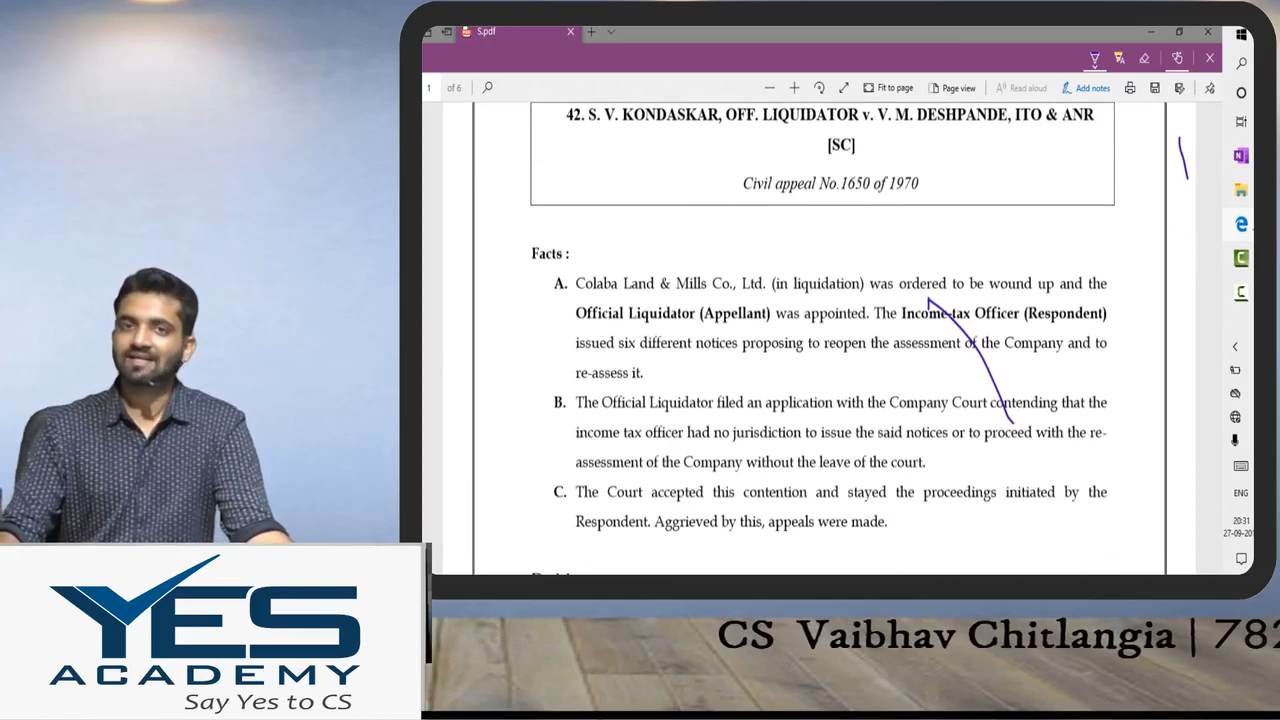 S.pdf
1 of 6
Fit to page
Page view
Read aloud
Add notes
42. S. V. KONDASKAR, OFF. LIQUIDATOR v. V. M. DESHPANDE, ITO & ANR
[SC]
Civil appeal No.1650 of 1970
Facts :
A. Colaba Land & Mills Co., Ltd. (in liquidation) was ordered to be wound up and the
Official Liquidator (Appellant) was appointed. The Income-tax Officer (Respondent)
issued six different notices proposing to reopen the assessment of the Company and to
re-assess it.
B. The Official Liquidator filed an application with the Company Court contending that the
income tax officer had no jurisdiction to issue the said notices or to proceed with the re-
assessment of the Company without the leave of the court.
C. The Court accepted this contention and stayed the proceedings initiated by the
Respondent. Aggrieved by this, appeals were made.
ENG
20:31
27-09-20
YES
ACADEMY
Say Yes to CS
CS Vaibhav Chitlangia | 782